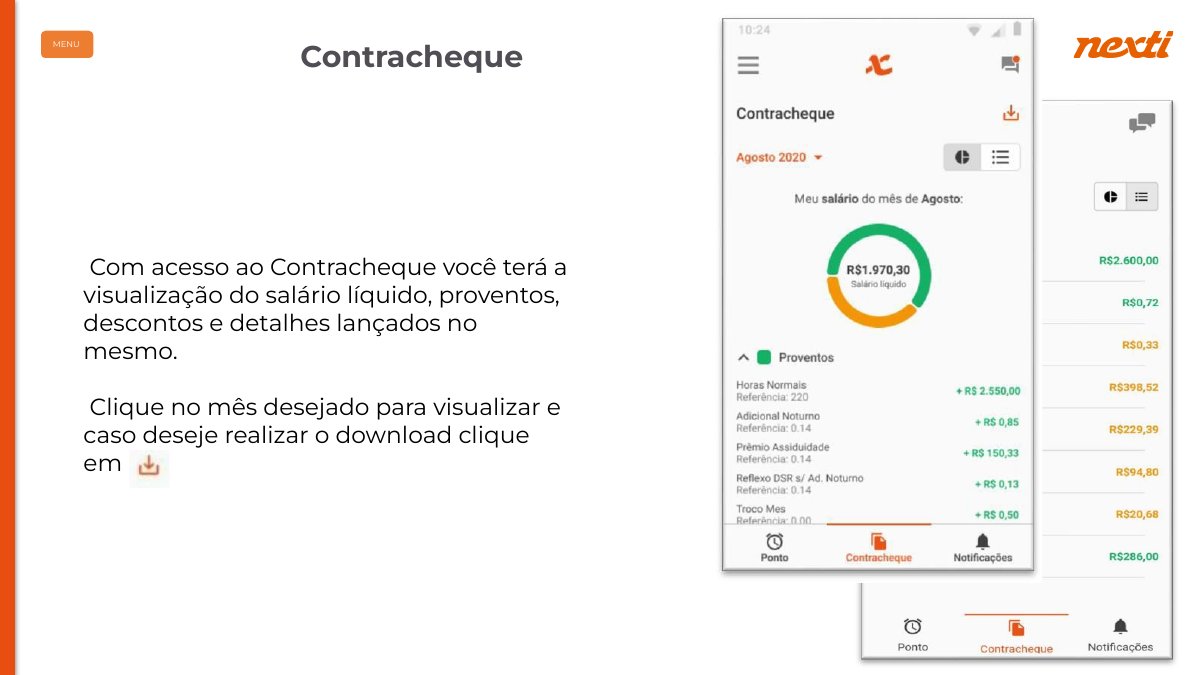 MENU
Contracheque
nexti
Com acesso ao Contracheque você terá a
visualização do salário líquido, proventos,
descontos e detalhes lançados no
mesmo.
Clique no mês desejado para visualizar e
caso deseje realizar o download clique
em
10:24
Contracheque
Agosto 2020
Meu salário do mês de Agosto:
R$1.970,30
Salário líquido
Proventos
Horas Normais
Referência: 220
+ R$ 2.550,00
Adicional Noturno
Referência: 0.14
+ R$ 0,85
Prêmio Assiduidade
Referência: 0.14
+ R$ 150,33
Reflexo DSR s/ Ad. Noturno
Referência: 0.14
+ R$ 0,13
Troco Mes
Referência: 0.00
+ R$ 0,50
Ponto
Contracheque
Notificações
R$2.600,00
R$0,72
R$0,33
R$398,52
R$229,39
R$94,80
R$20,68
R$286,00
Ponto
Contracheque
Notificações